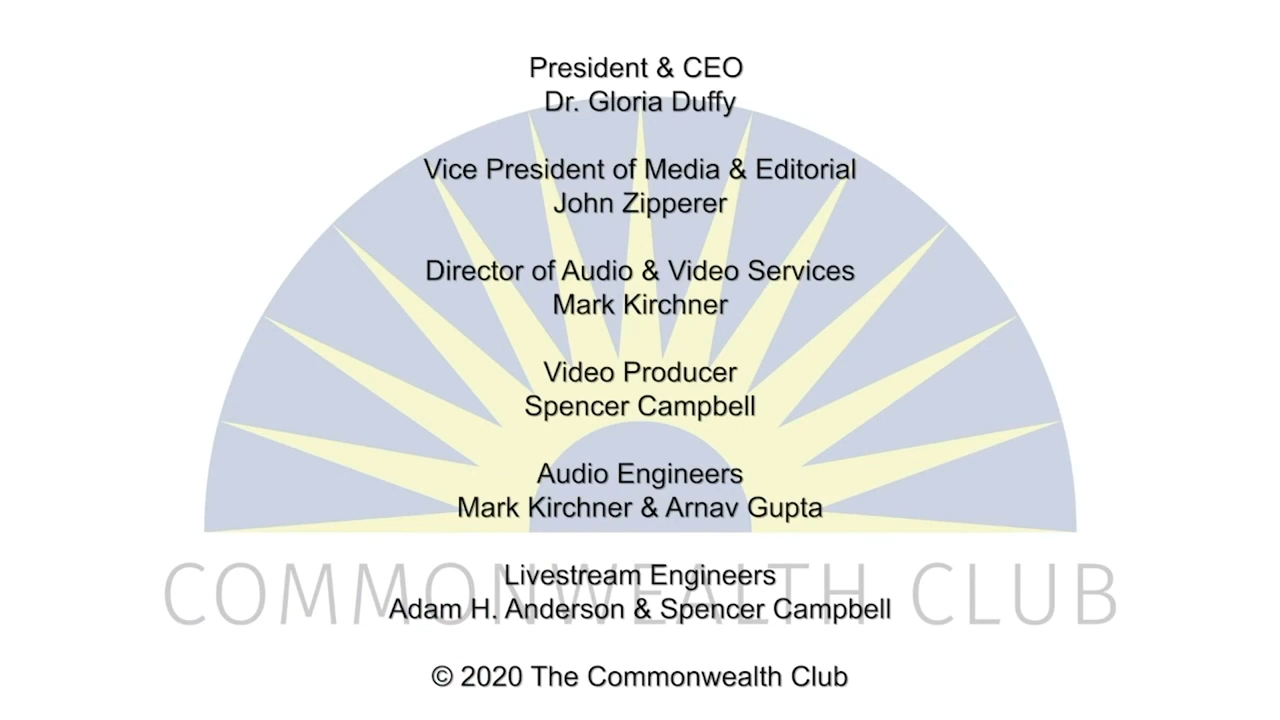 President & CEO
Dr. Gloria Duffy
Vice President of Media & Editorial
John Zipperer
Director of Audio & Video Services
Mark Kirchner
Video Producer
Spencer Campbell
Audio Engineers
Mark Kirchner & Arnav Gupta
Livestream Engineers
COMMONWEALTH CLUB
Adam H. Anderson & Spencer Campbell
© 2020 The Commonwealth Club